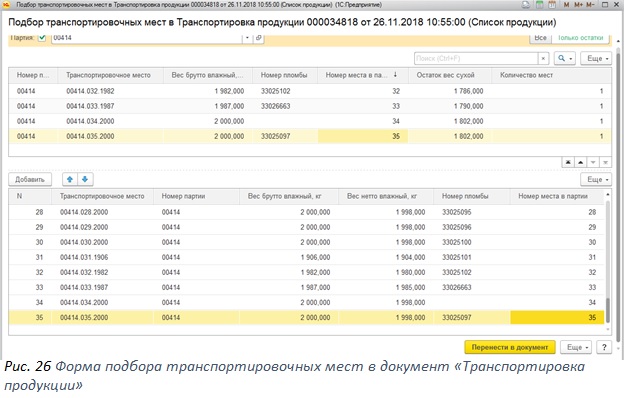 Подбор транспортировочных мест в Транспортировка продукции 000034818 от 26.11.2018 10:55:00 (Список продукции) (1С:Предприятие)
M M+ M-
Подбор транспортировочных мест в Транспортировка продукции 000034818 от 26.11.2018 10:55:00 (Список продукции)
Партия: 00414 Все Только остатки
Поиск (Ctrl+F) Еще
Номер п... Транспортировочное место Вес брутто влажный,... Номер пломбы Номер места в па... ↓ Остаток вес сухой Количество мест
00414 00414.032.1982 1 982,000 33025102 32 1 786,000 1
00414 00414.033.1987 1 987,000 33026663 33 1 790,000 1
00414 00414.034.2000 2 000,000 34 1 802,000 1
00414 00414.035.2000 2 000,000 33025097 35 1 802,000 1
Добавить Еще
N Транспортировочное место Номер партии Вес брутто влажный, кг Вес нетто влажный, кг Номер пломбы Номер места в партии
28 00414.028.2000 00414 2 000,000 1 998,000 33025095 28
29 00414.029.2000 00414 2 000,000 1 998,000 33025096 29
30 00414.030.2000 00414 2 000,000 1 998,000 33025100 30
31 00414.031.1906 00414 1 906,000 1 904,000 33025101 31
32 00414.032.1982 00414 1 982,000 1 980,000 33025102 32
33 00414.033.1987 00414 1 987,000 1 985,000 33026663 33
34 00414.034.2000 00414 2 000,000 1 998,000 34
35 00414.035.2000 00414 2 000,000 1 998,000 33025097 35
Перенести в документ Еще ?
Рис. 26 Форма подбора транспортировочных мест в документ «Транспортировка
продукции»